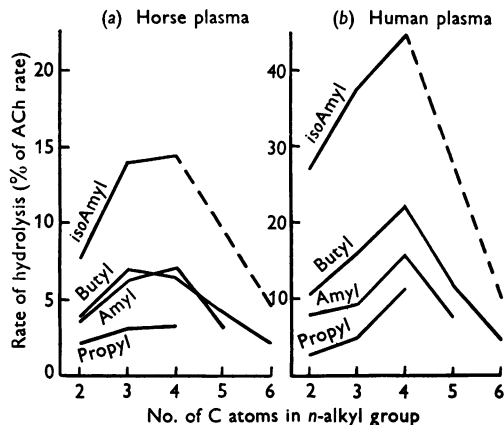 (a) Horse plasma
(b) Human plasma
Rate of hydrolysis (% of ACh rate)
20
15
10
5
0
isoAmyl
Butyl
Amyl
Propyl
2 3 4 5 6
40
30
20
10
isoAmyl
Butyl
Amyl
Propyl
2 3 4 5 6
No. of C atoms in n-alkyl group